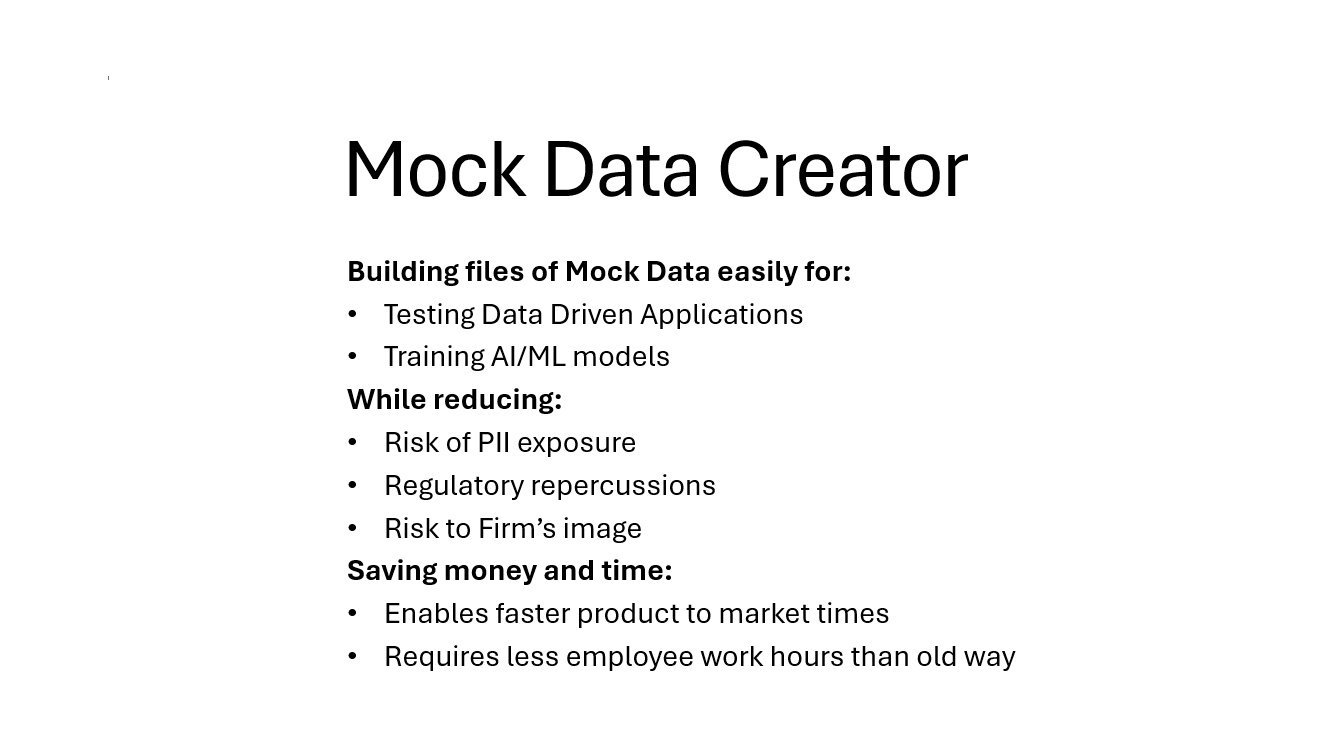 Mock Data Creator
Building files of Mock Data easily for:
• Testing Data Driven Applications
• Training AI/ML models
While reducing:
• Risk of PII exposure
• Regulatory repercussions
• Risk to Firm’s image
Saving money and time:
• Enables faster product to market times
• Requires less employee work hours than old way